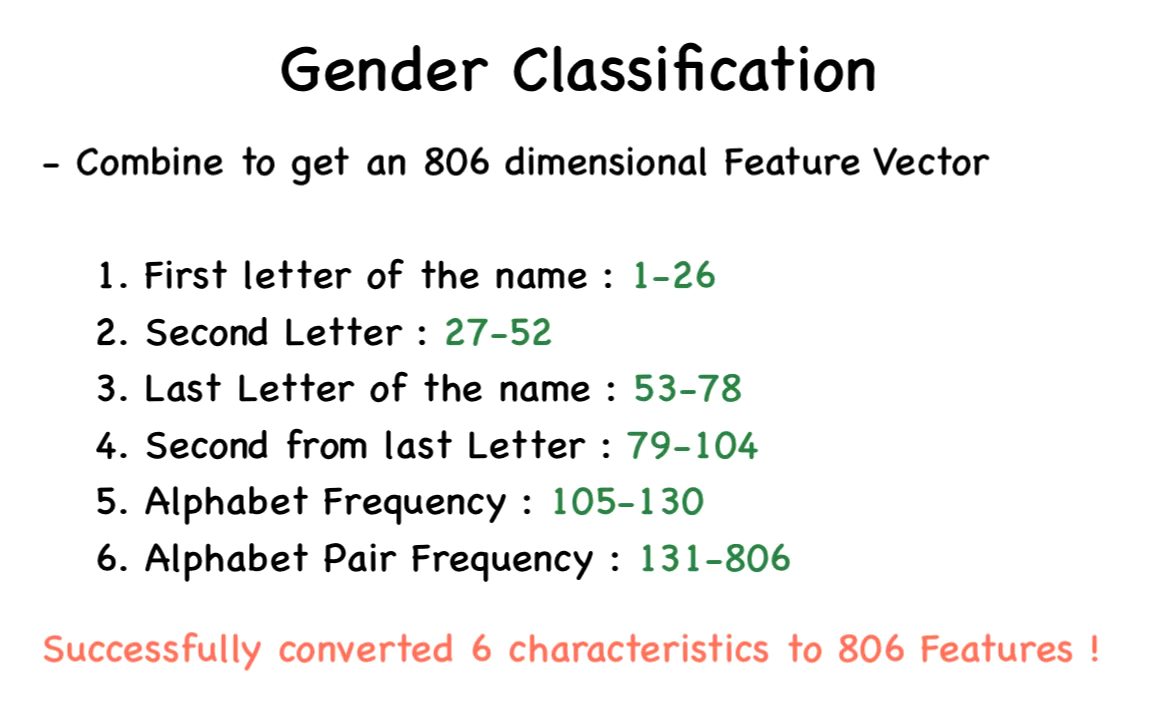 Gender Classification
- Combine to get an 806 dimensional Feature Vector
1. First letter of the name : 1-26
2. Second Letter : 27-52
3. Last Letter of the name : 53-78
4. Second from last Letter : 79-104
5. Alphabet Frequency : 105-130
6. Alphabet Pair Frequency : 131-806
Successfully converted 6 characteristics to 806 Features !